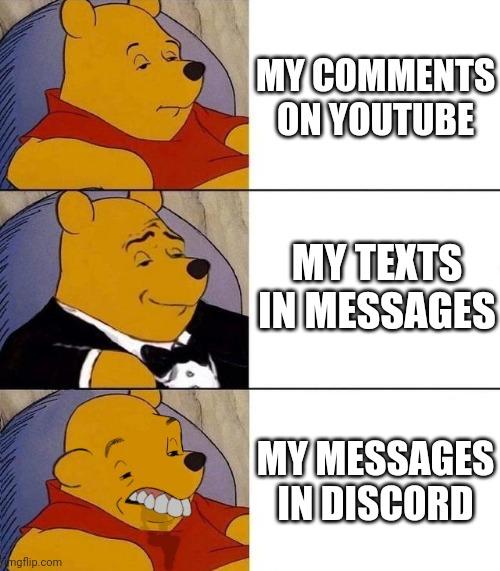 MY COMMENTS
ON YOUTUBE
MY TEXTS
IN MESSAGES
MY MESSAGES
IN DISCORD
imgflip.com